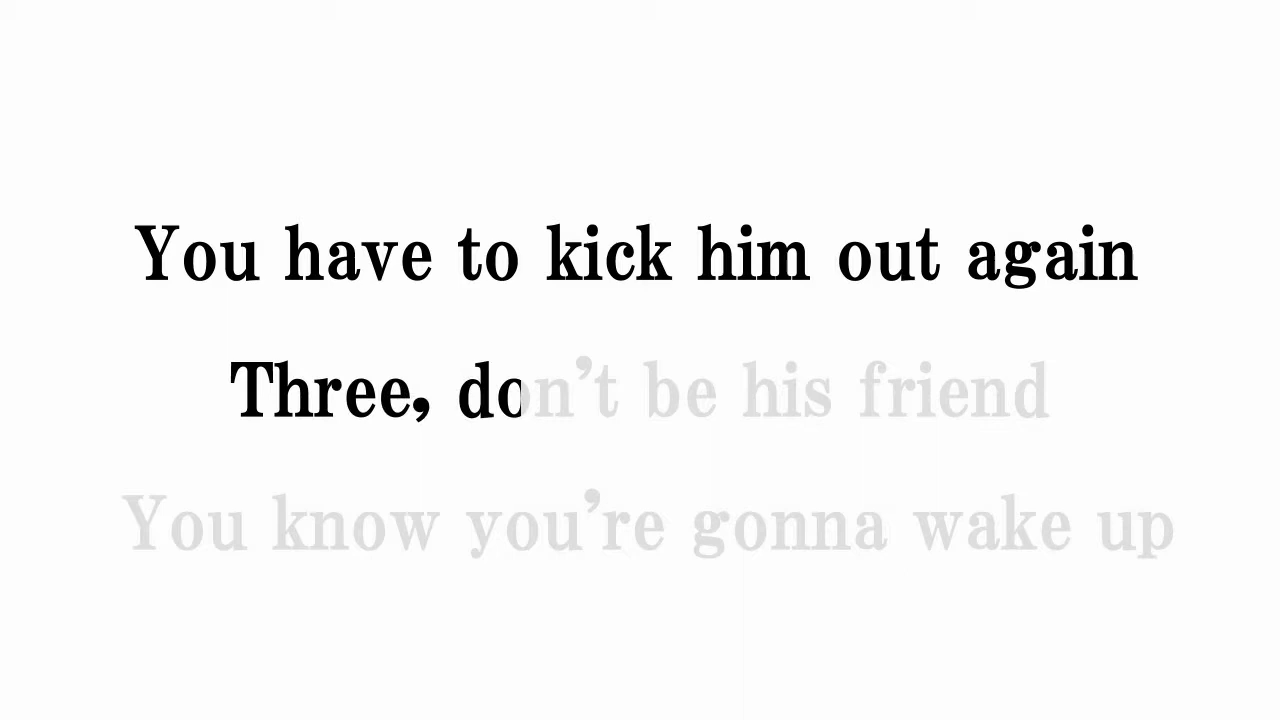 You have to kick him out again
Three, don’t be his friend
You know you’re gonna wake up